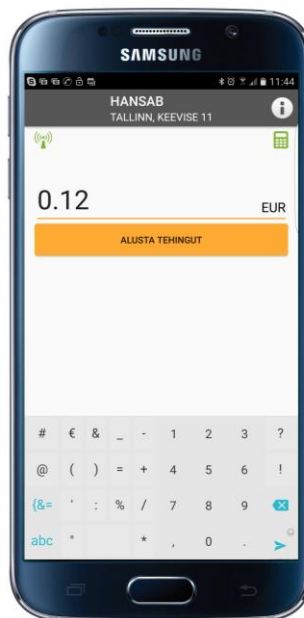 SAMSUNG
11:44
HANSAB
TALLINN, KEEVISE 11
0.12 EUR
ALUSTA TEHINGUT
# € & _ - 1 2 3 ?
@ ( ) = + 4 5 6 !
{&= ' : % / 7 8 9
abc " * , 0 .